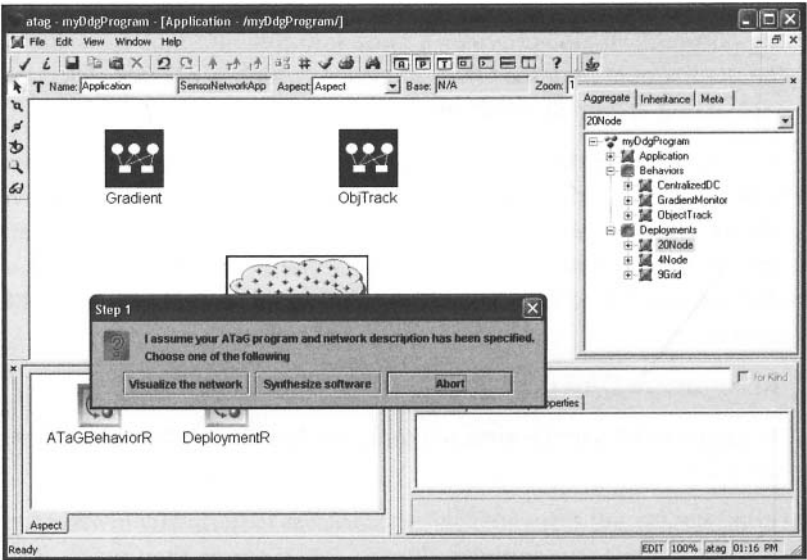 atag - myDdgProgram - [Application - /myDdgProgram/]
File Edit View Window Help
T Name: Application SensorNetworkApp Aspect: Aspect Base: N/A Zoom: 1
Aggregate Inheritance Meta
20Node
myDdgProgram
Application
Behaviors
CentralizedDC
GradientMonitor
ObjectTrack
Deployments
20Node
4Node
9Grid
Gradient
ObjTrack
Step 1
I assume your ATaG program and network description has been specified.
Choose one of the following
Visualize the network Synthesize software Abort
for Kind
ATaGBehaviorR DeploymentR
Aspect
Ready
EDIT 100% atag 01:16 PM